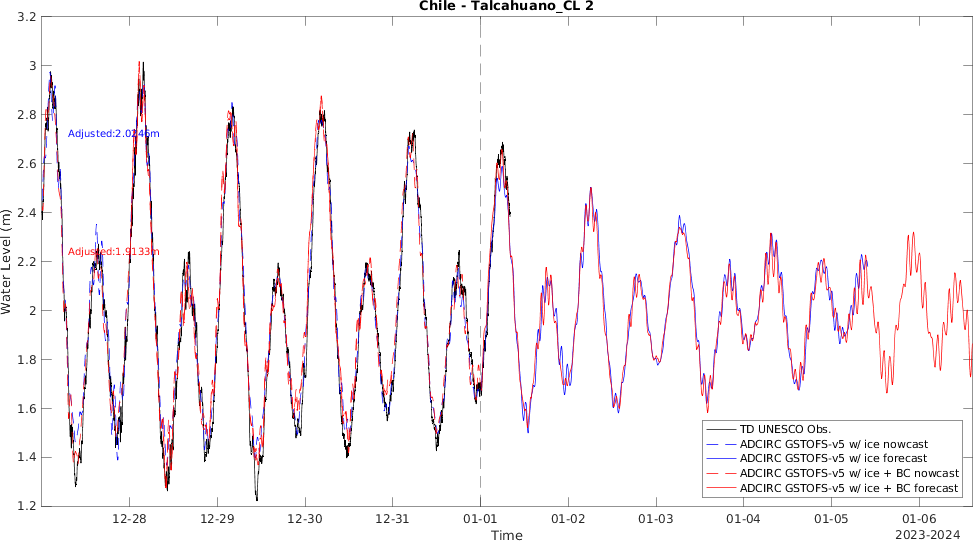 Chile - Talcahuano_CL 2
3.2
3
2.8
2.6
2.4
2.2
2
1.8
1.6
1.4
1.2
Water Level (m)
Adjusted:2.0246m
Adjusted:1.9133m
TD UNESCO Obs.
ADCIRC GSTOFS-v5 w/ ice nowcast
ADCIRC GSTOFS-v5 w/ ice forecast
ADCIRC GSTOFS-v5 w/ ice + BC nowcast
ADCIRC GSTOFS-v5 w/ ice + BC forecast
12-28 12-29 12-30 12-31 01-01 01-02 01-03 01-04 01-05 01-06
Time
2023-2024